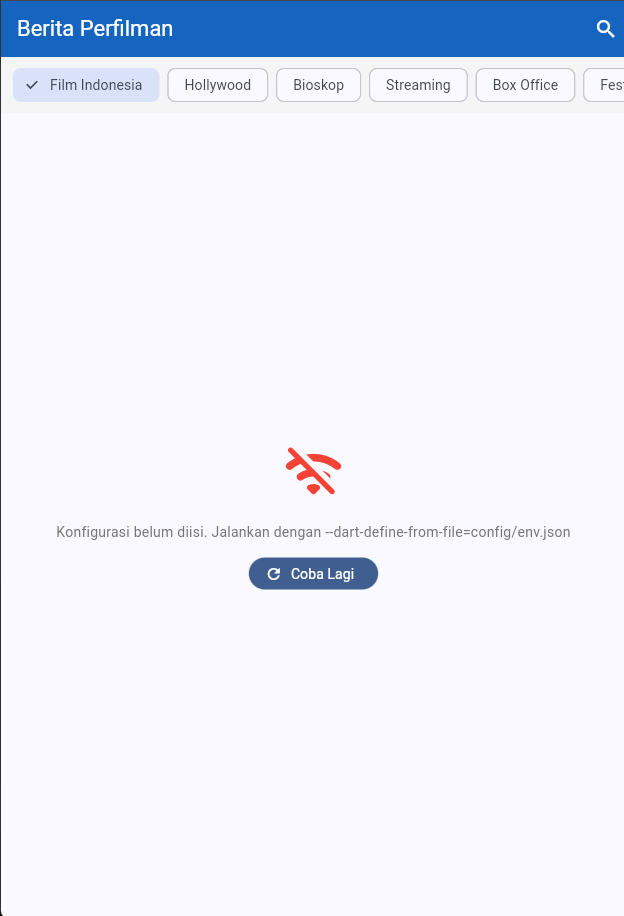 Berita Perfilman
Film Indonesia Hollywood Bioskop Streaming Box Office Fes
Konfigurasi belum diisi. Jalankan dengan --dart-define-from-file=config/env.json
Coba Lagi